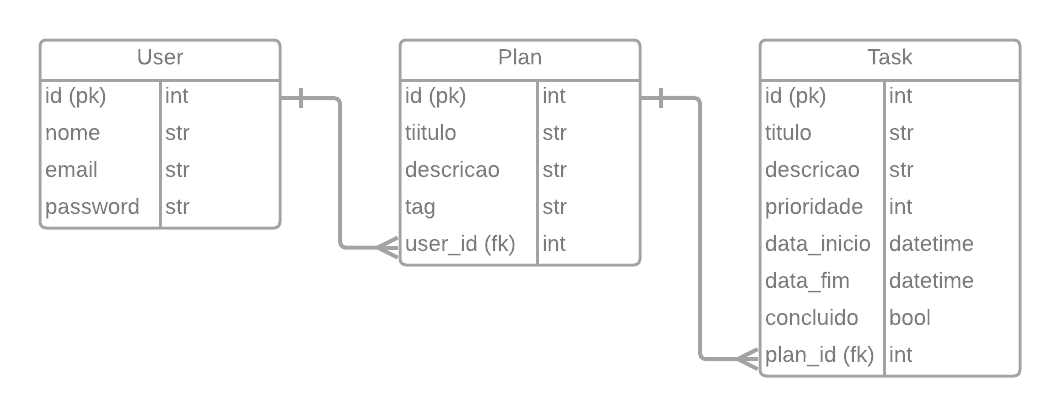 User
id (pk) int
nome str
email str
password str
Plan
id (pk) int
tiitulo str
descricao str
tag str
user_id (fk) int
Task
id (pk) int
titulo str
descricao str
prioridade int
data_inicio datetime
data_fim datetime
concluido bool
plan_id (fk) int